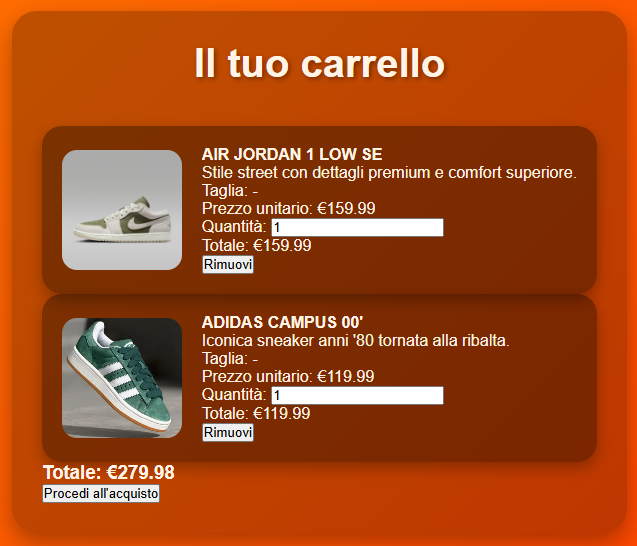 Il tuo carrello
AIR JORDAN 1 LOW SE
Stile street con dettagli premium e comfort superiore.
Taglia: -
Prezzo unitario: €159.99
Quantità: 1
Totale: €159.99
Rimuovi
ADIDAS CAMPUS 00'
Iconica sneaker anni '80 tornata alla ribalta.
Taglia: -
Prezzo unitario: €119.99
Quantità: 1
Totale: €119.99
Rimuovi
Totale: €279.98
Procedi all'acquisto